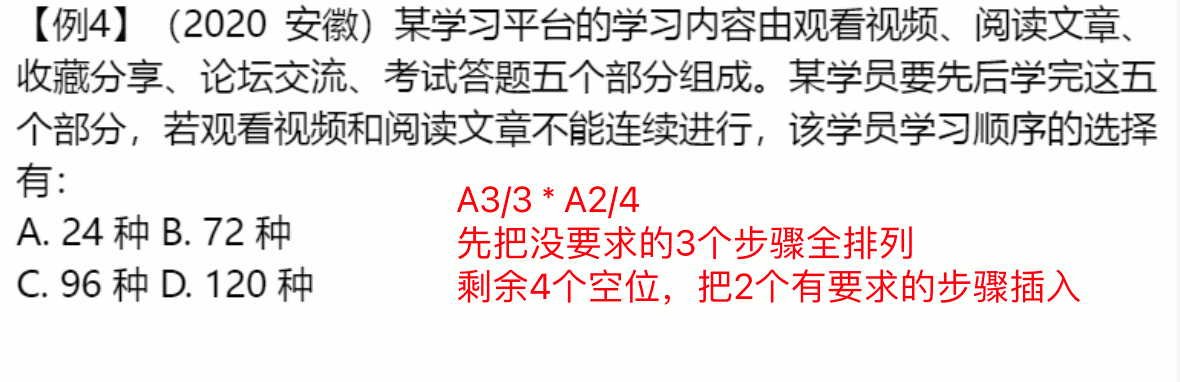 【例4】（2020 安徽）某学习平台的学习内容由观看视频、阅读文章、
收藏分享、论坛交流、考试答题五个部分组成。某学员要先后学完这五
个部分，若观看视频和阅读文章不能连续进行，该学员学习顺序的选择
有：
A. 24 种 B. 72 种
C. 96 种 D. 120 种
A3/3 * A2/4
先把没要求的3个步骤全排列
剩余4个空位，把2个有要求的步骤插入